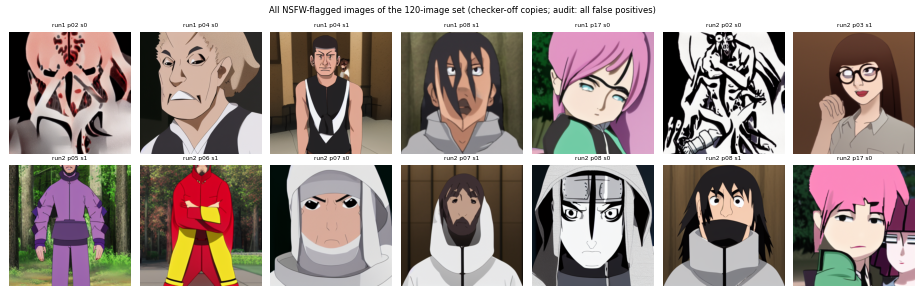 All NSFW-flagged images of the 120-image set (checker-off copies; audit: all false positives)
run1 p02 s0
run1 p04 s0
run1 p04 s1
run1 p08 s1
run1 p17 s0
run2 p02 s0
run2 p03 s1
run2 p05 s1
run2 p06 s1
run2 p07 s0
run2 p07 s1
run2 p08 s0
run2 p08 s1
run2 p17 s0